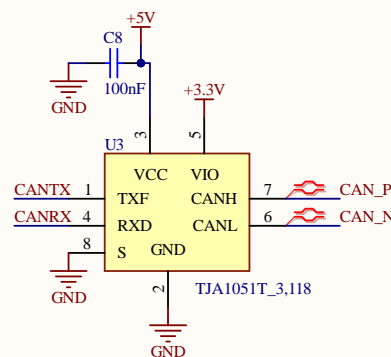 +5V
C8
GND
100nF
+3.3V
3
5
U3
VCC
VIO
CANTX
1
TXF
CANH
7
CAN_P
CANRX
4
RXD
CANL
6
CAN_N
8
S
GND
GND
2
TJA1051T_3,118
GND